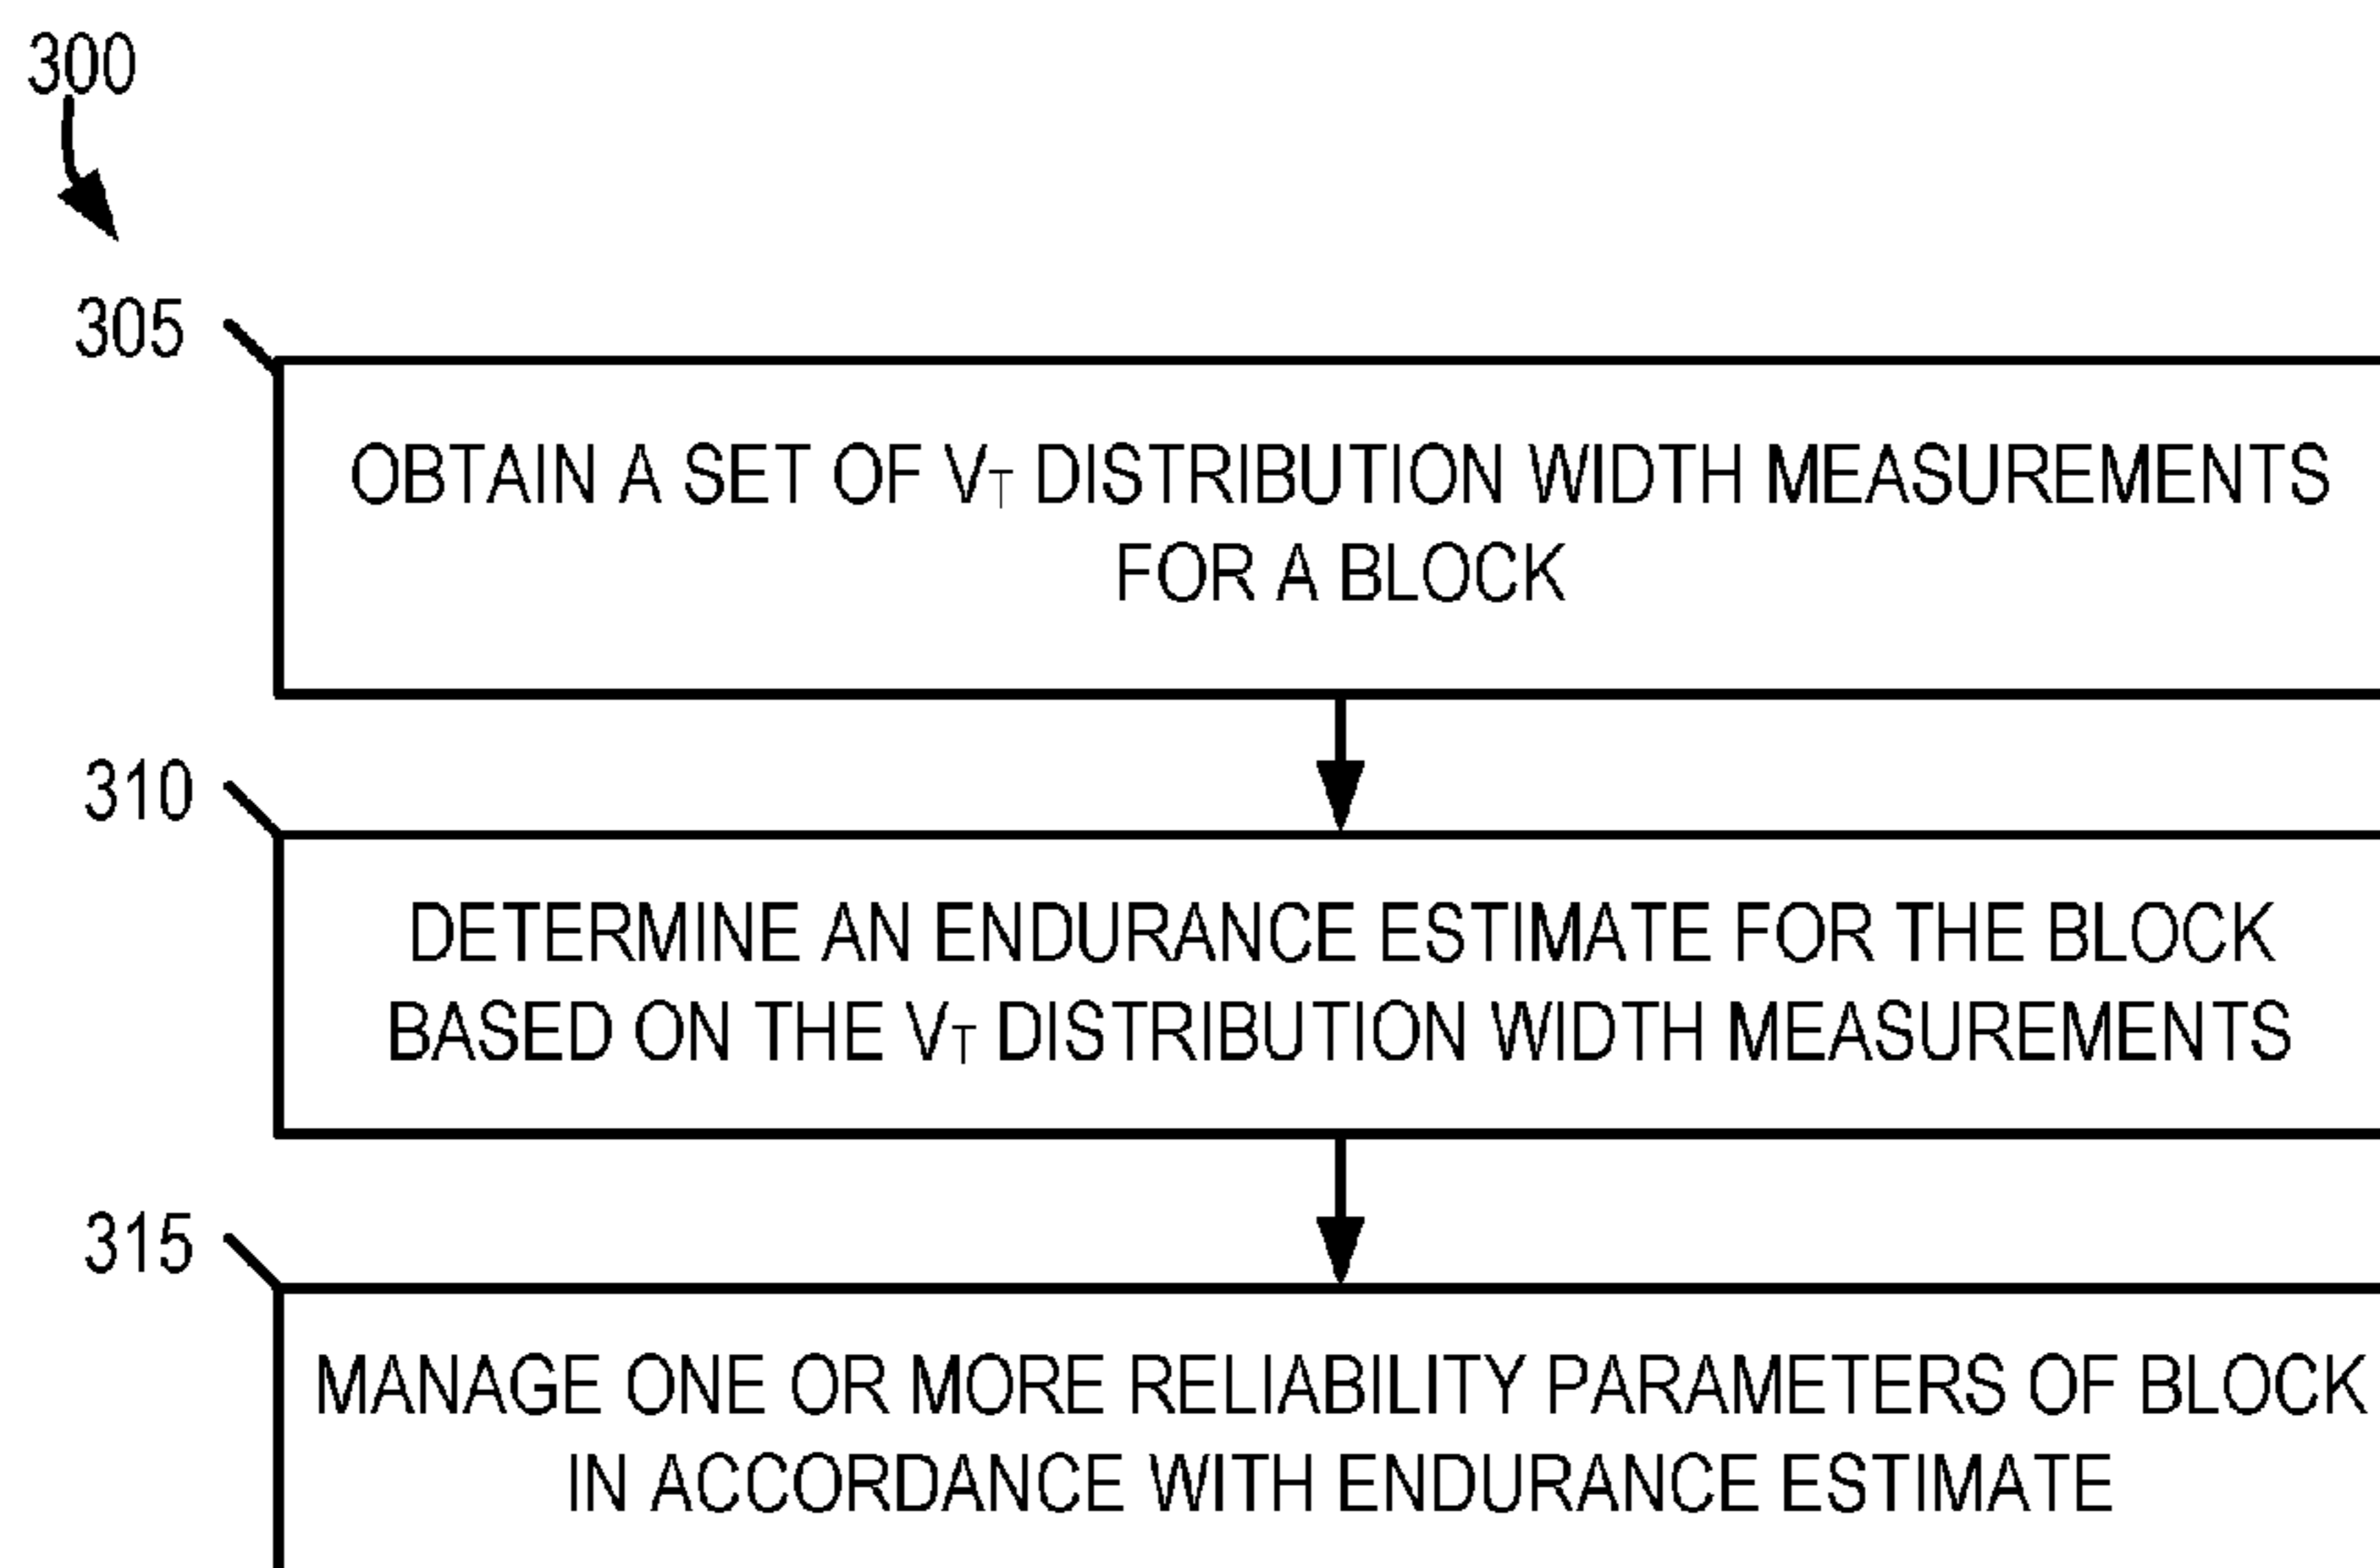 300
305
OBTAIN A SET OF VT DISTRIBUTION WIDTH MEASUREMENTS
FOR A BLOCK
310
DETERMINE AN ENDURANCE ESTIMATE FOR THE BLOCK
BASED ON THE VT DISTRIBUTION WIDTH MEASUREMENTS
315
MANAGE ONE OR MORE RELIABILITY PARAMETERS OF BLOCK
IN ACCORDANCE WITH ENDURANCE ESTIMATE